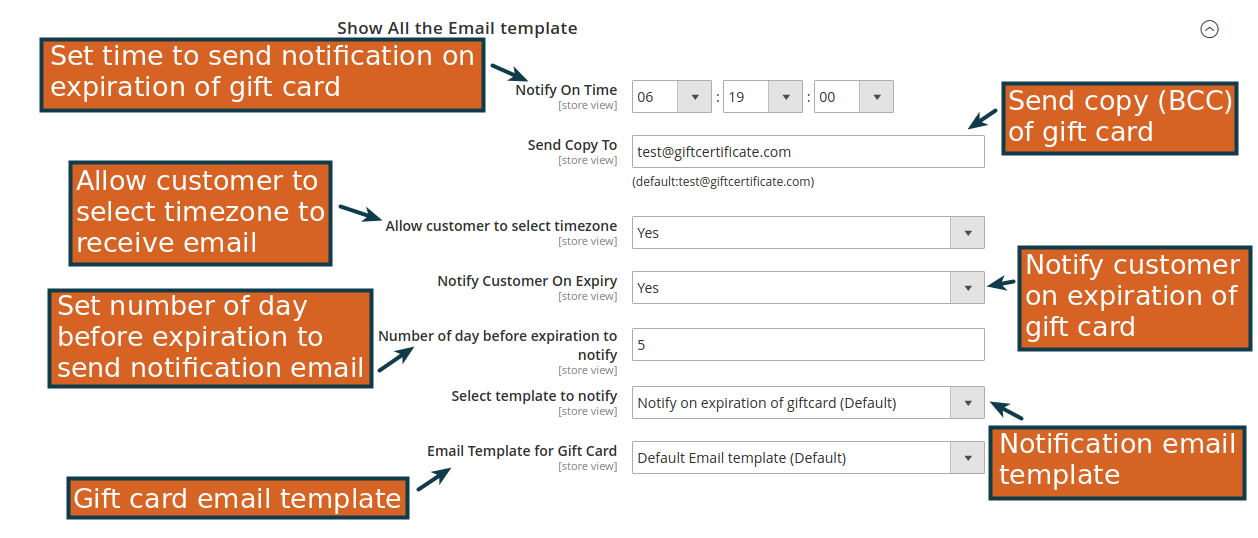 Show All the Email template
Set time to send notification on
expiration of gift card
Notify On Time
[store view]
06 : 19 : 00
Send copy (BCC)
of gift card
Send Copy To
[store view]
test@giftcertificate.com
(default:test@giftcertificate.com)
Allow customer to
select timezone to
receive email
Allow customer to select timezone
[store view]
Yes
Notify Customer On Expiry
[store view]
Yes
Notify customer
on expiration of
gift card
Set number of day
before expiration to
send notification email
Number of day before expiration to
notify
[store view]
5
Select template to notify
[store view]
Notify on expiration of giftcard (Default)
Notification email
template
Email Template for Gift Card
[store view]
Default Email template (Default)
Gift card email template